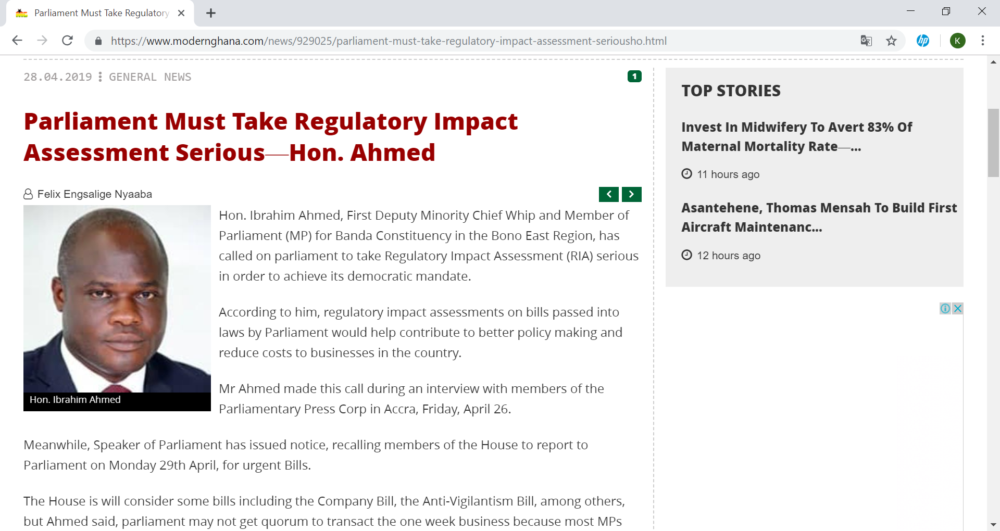 Parliament Must Take Regulatory
https://www.modernghana.com/news/929025/parliament-must-take-regulatory-impact-assessment-seriousho.html
hp
K
28.04.2019 GENERAL NEWS
1
Parliament Must Take Regulatory Impact
Assessment Serious—Hon. Ahmed
Felix Engsalige Nyaaba
Hon. Ibrahim Ahmed, First Deputy Minority Chief Whip and Member of
Parliament (MP) for Banda Constituency in the Bono East Region, has
called on parliament to take Regulatory Impact Assessment (RIA) serious
in order to achieve its democratic mandate.
According to him, regulatory impact assessments on bills passed into
laws by Parliament would help contribute to better policy making and
reduce costs to businesses in the country.
Mr Ahmed made this call during an interview with members of the
Parliamentary Press Corp in Accra, Friday, April 26.
Hon. Ibrahim Ahmed
Meanwhile, Speaker of Parliament has issued notice, recalling members of the House to report to
Parliament on Monday 29th April, for urgent Bills.
The House is will consider some bills including the Company Bill, the Anti-Vigilantism Bill, among others,
but Ahmed said, parliament may not get quorum to transact the one week business because most MPs
TOP STORIES
Invest In Midwifery To Avert 83% Of
Maternal Mortality Rate—...
11 hours ago
Asantehene, Thomas Mensah To Build First
Aircraft Maintenanc...
12 hours ago